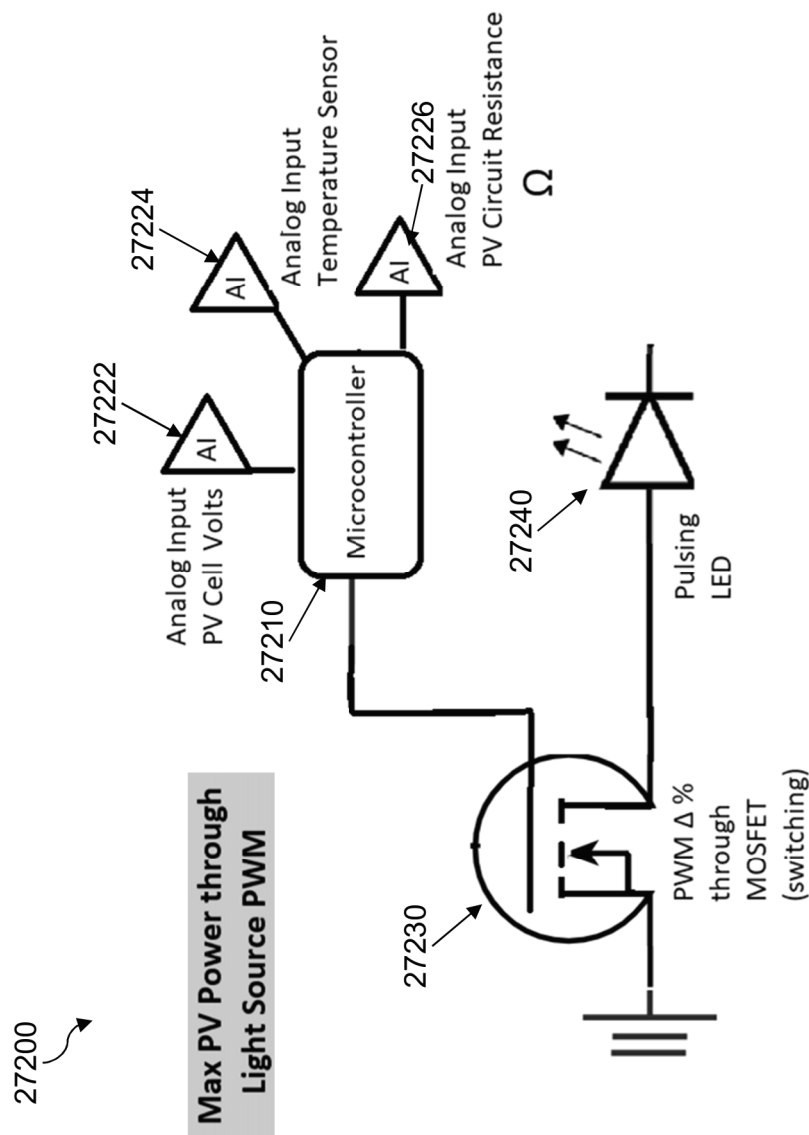 27200
Max PV Power through
Light Source PWM
Analog Input
PV Cell Volts
27222
AI
27224
AI
Analog Input
Temperature Sensor
27210
Microcontroller
AI
27226
Analog Input
PV Circuit Resistance
Ω
27230
PWM Δ %
through
MOSFET
(switching)
27240
Pulsing
LED